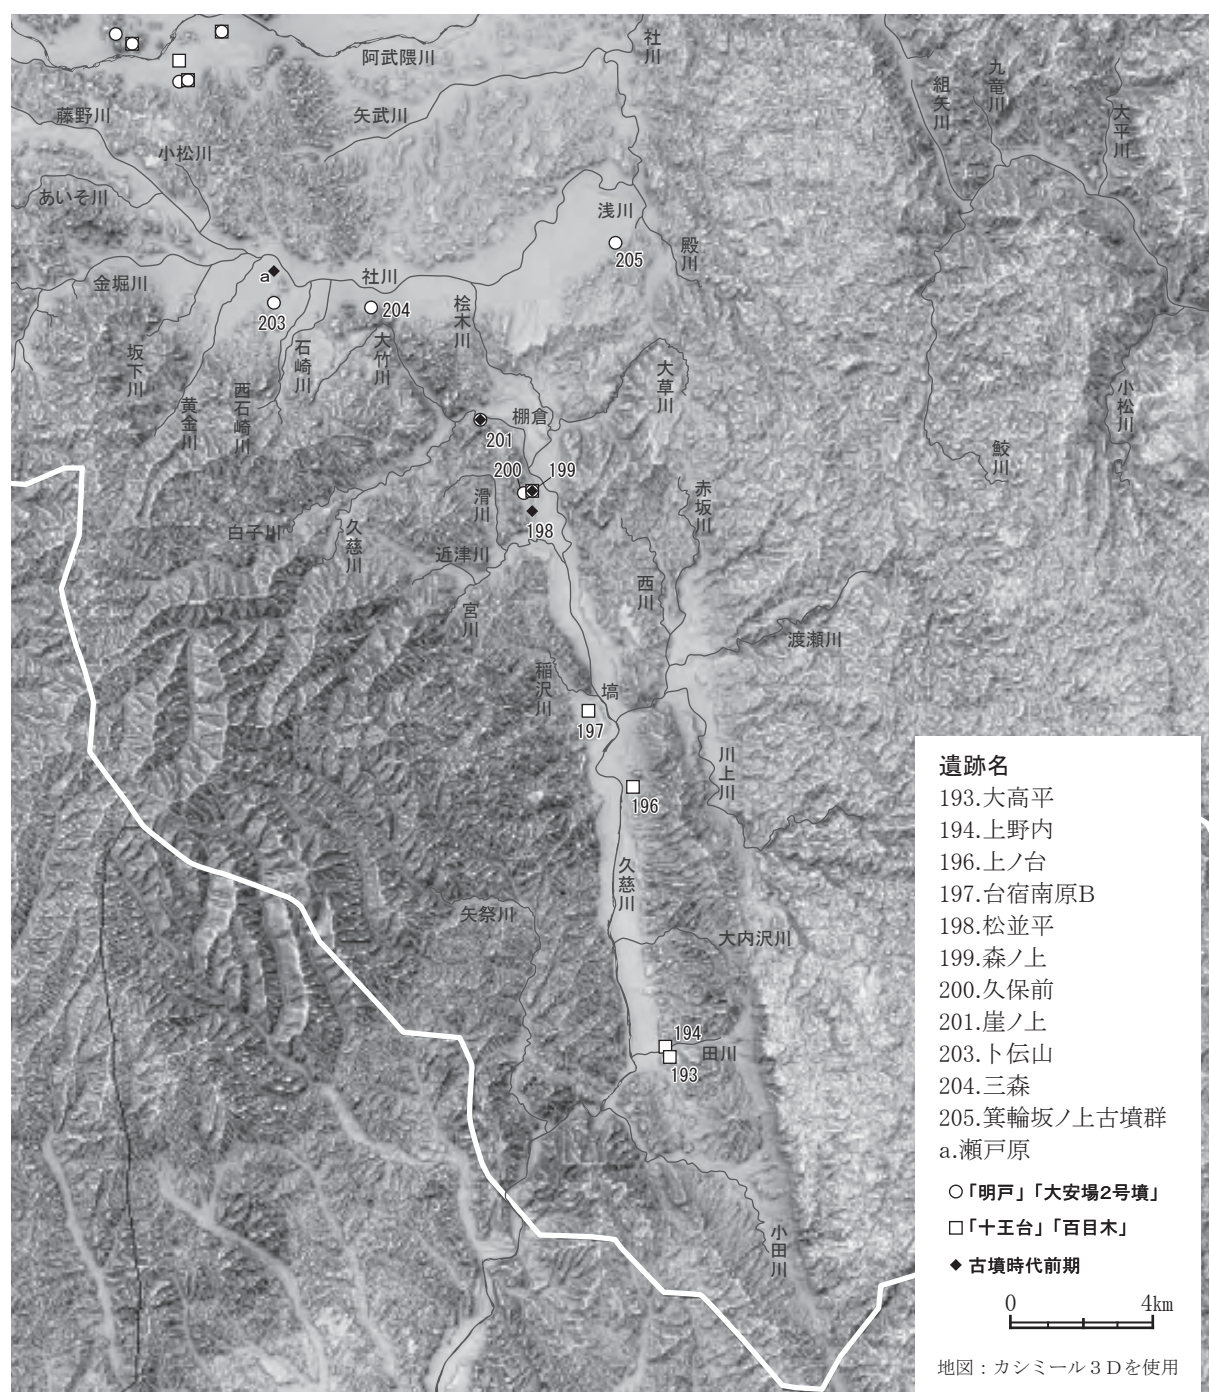 社川
阿武隈川
九竜川
組矢川
大平川
藤野川
矢武川
小松川
あいそ川
浅川
殿川
205
a
社川
金堀川
203
204
桧木川
坂下川
石崎川
大竹川
大草川
黄金川
西石崎川
棚倉
小松川
201
鮫川
200
199
滑川
赤坂川
白子川
久慈川
198
近津川
西川
宮川
渡瀬川
稲沢川
塙
197
川上川
196
久慈川
矢祭川
大内沢川
194
田川
193
小田川
遺跡名
193.大高平
194.上野内
196.上ノ台
197.台宿南原B
198.松並平
199.森ノ上
200.久保前
201.崖ノ上
203.卜伝山
204.三森
205.箕輪坂ノ上古墳群
a.瀬戸原
○「明戸」「大安場2号墳」
□「十王台」「百目木」
◆ 古墳時代前期
0 4km
地図：カシミール３Ｄを使用